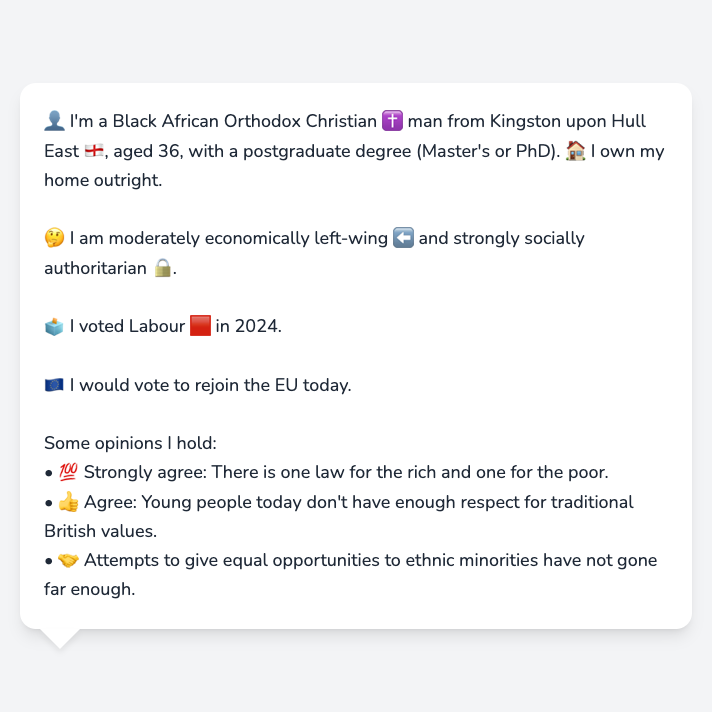 👤 I'm a Black African Orthodox Christian ✝️ man from Kingston upon Hull
East 🏴󠁧󠁢󠁥󠁮󠁧󠁿, aged 36, with a postgraduate degree (Master's or PhD). 🏠 I own my
home outright.
🤔 I am moderately economically left-wing ⬅️ and strongly socially
authoritarian 🔒.
🗳️ I voted Labour 🟥 in 2024.
🇪🇺 I would vote to rejoin the EU today.
Some opinions I hold:
• 💯 Strongly agree: There is one law for the rich and one for the poor.
• 👍 Agree: Young people today don't have enough respect for traditional
British values.
• 🤝 Attempts to give equal opportunities to ethnic minorities have not gone
far enough.